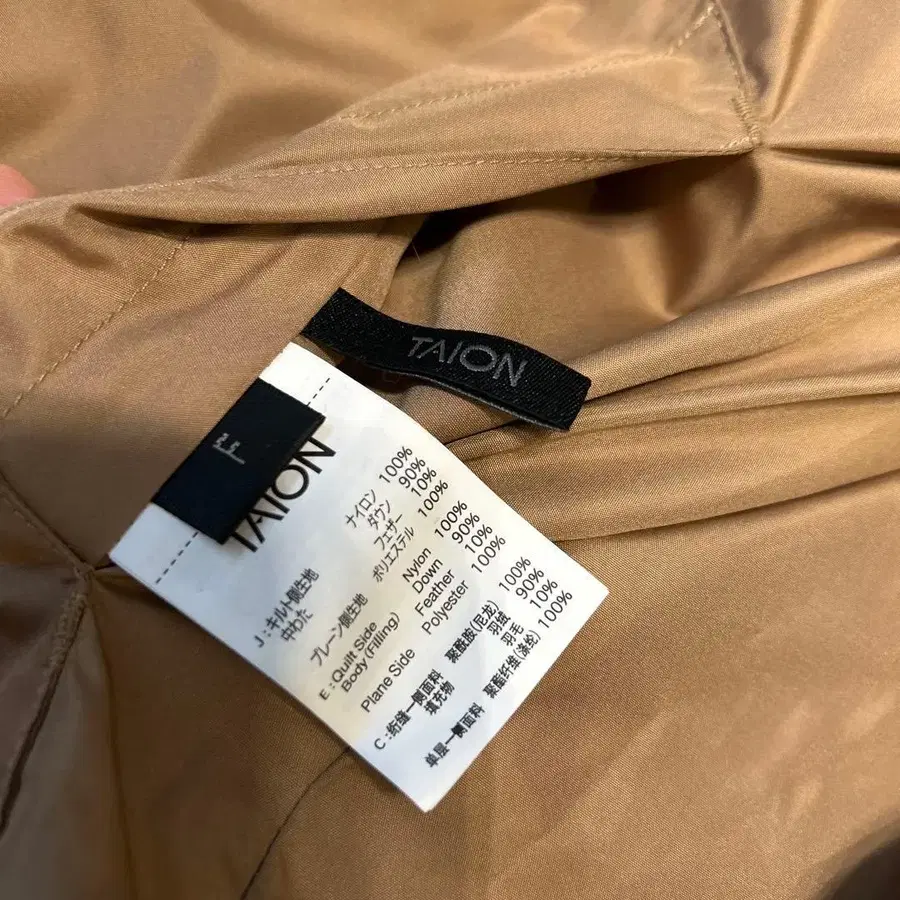 TAION
F
TAION
J:キルト側生地 ナイロン 100%
中わた ダウン 90%
フェザー 10%
プレーン側生地 ポリエステル 100%
E:Quilt Side Nylon 100%
Body(Filling) Down 90%
Feather 10%
Plane Side Polyester 100%
C:绗缝一侧面料 聚酰胺(尼龙) 100%
填充物 羽绒 90%
羽毛 10%
单层一侧面料 聚酯纤维(涤纶) 100%